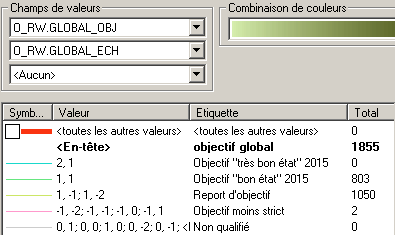 Champs de valeurs
Combinaison de couleurs
O_RW.GLOBAL_OBJ
O_RW.GLOBAL_ECH
<Aucun>
Symb... Valeur Etiquette Total
<toutes les autres valeurs> <toutes les autres valeurs> 0
<En-tête> objectif global 1855
2, 1 Objectif "très bon état" 2015 0
1, 1 Objectif "bon état" 2015 803
1, -1; 1, -2 Report d'objectif 1050
-1, -2; -1, -1; -1, 0; -1, 1 Objectif moins strict 2
0, 1; 0, 0; 1, 0; 0, -2; 0, -1; <l Non qualifié 0